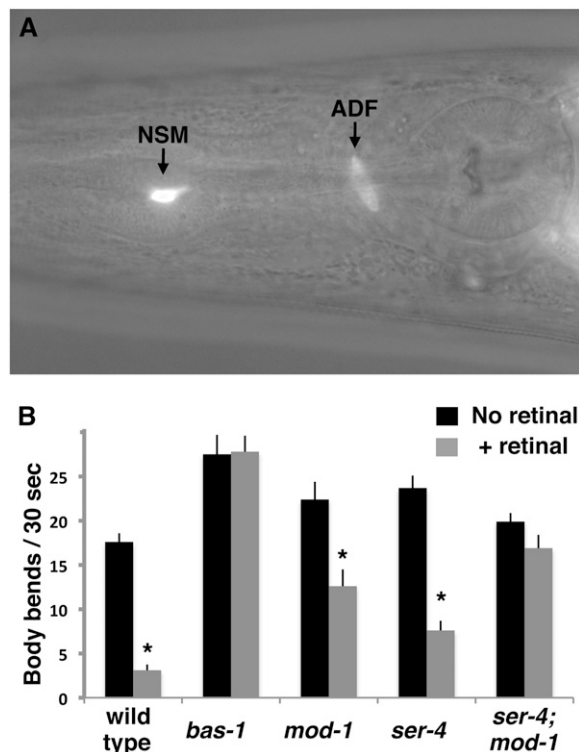 A
NSM
ADF
B
No retinal
+ retinal
Body bends / 30 sec
25
20
15
10
5
0
*
*
*
wild type
bas-1
mod-1
ser-4
ser-4; mod-1